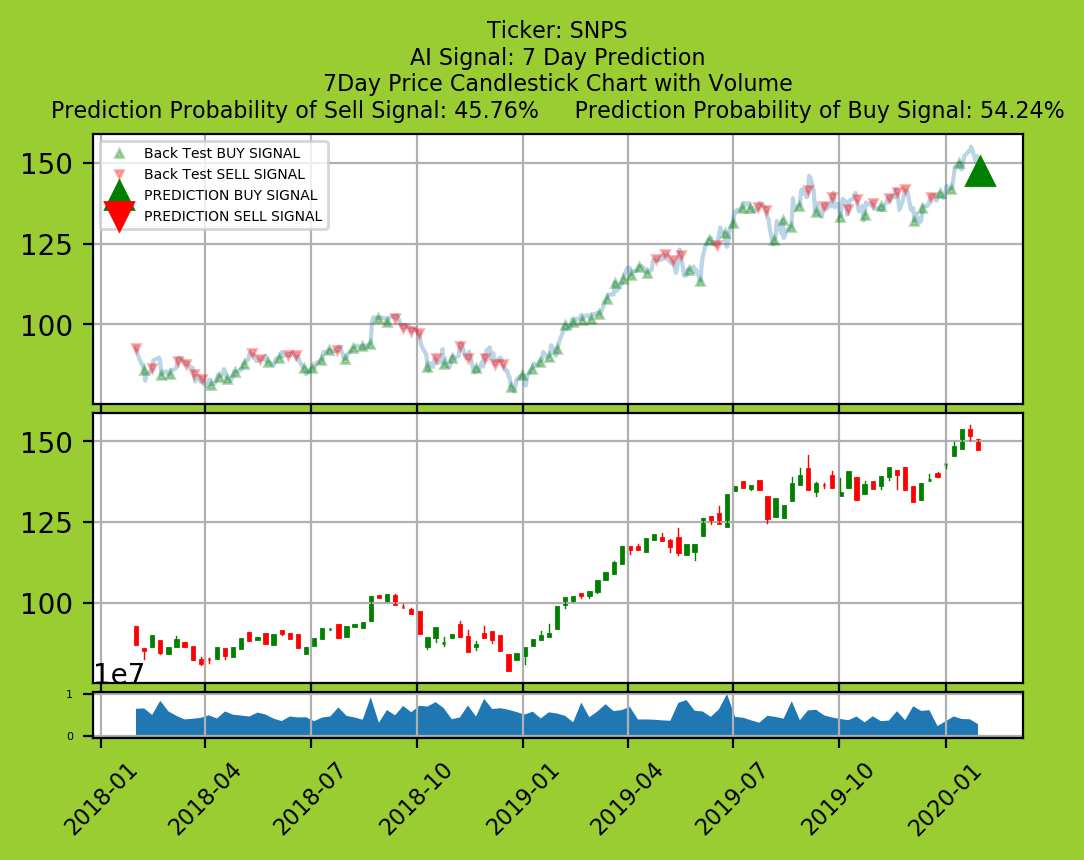 Ticker: SNPS
AI Signal: 7 Day Prediction
7Day Price Candlestick Chart with Volume
Prediction Probability of Sell Signal: 45.76% Prediction Probability of Buy Signal: 54.24%
Back Test BUY SIGNAL
Back Test SELL SIGNAL
PREDICTION BUY SIGNAL
PREDICTION SELL SIGNAL
150
125
100
150
125
100
1e7
1
0
2018-01 2018-04 2018-07 2018-10 2019-01 2019-04 2019-07 2019-10 2020-01